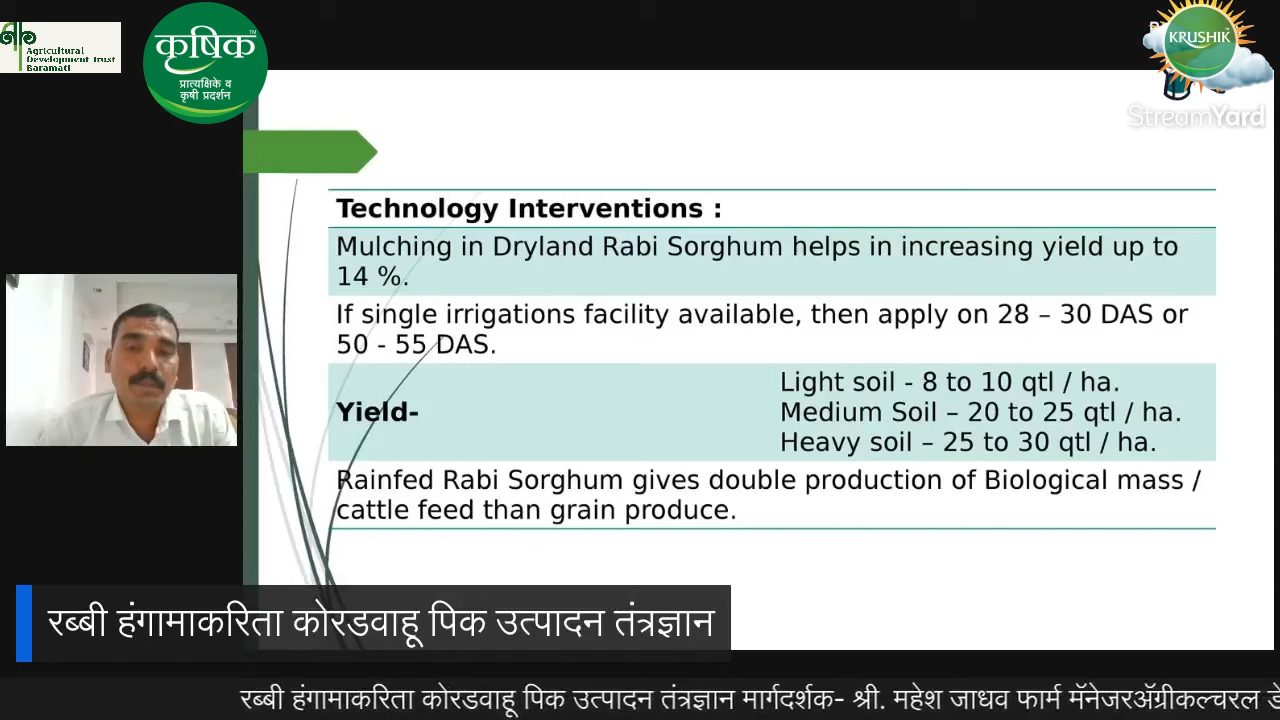 Agricultural
Development Trust
Baramati
कृषिक
TM
प्रात्यक्षिके व
कृषी प्रदर्शन
KRUSHIK
StreamYard
Technology Interventions :
Mulching in Dryland Rabi Sorghum helps in increasing yield up to
14 %.
If single irrigations facility available, then apply on 28 – 30 DAS or
50 - 55 DAS.
Yield-
Light soil - 8 to 10 qtl / ha.
Medium Soil – 20 to 25 qtl / ha.
Heavy soil – 25 to 30 qtl / ha.
Rainfed Rabi Sorghum gives double production of Biological mass /
cattle feed than grain produce.
रब्बी हंगामाकरिता कोरडवाहू पिक उत्पादन तंत्रज्ञान
रब्बी हंगामाकरिता कोरडवाहू पिक उत्पादन तंत्रज्ञान मार्गदर्शक- श्री. महेश जाधव फार्म मॅनेजरॲग्रीकल्चरल डे